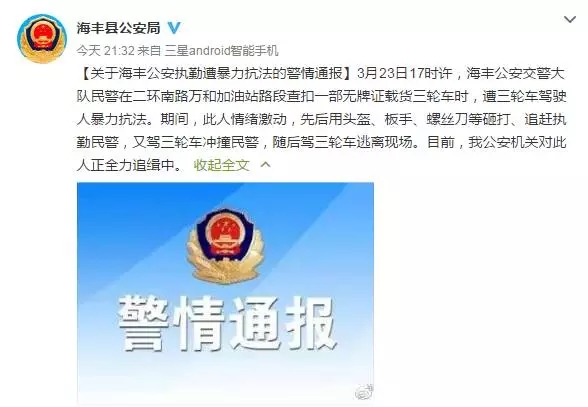 海丰县公安局
今天 21:32 来自 三星android智能手机
【关于海丰公安执勤遭暴力抗法的警情通报】3月23日17时许，海丰公安交警大
队民警在二环南路万和加油站路段查扣一部无牌证载货三轮车时，遭三轮车驾驶
人暴力抗法。期间，此人情绪激动，先后用头盔、板手、螺丝刀等砸打、追赶执
勤民警，又驾三轮车冲撞民警，随后驾三轮车逃离现场。目前，我公安机关对此
人正全力追缉中。 收起全文
警情通报